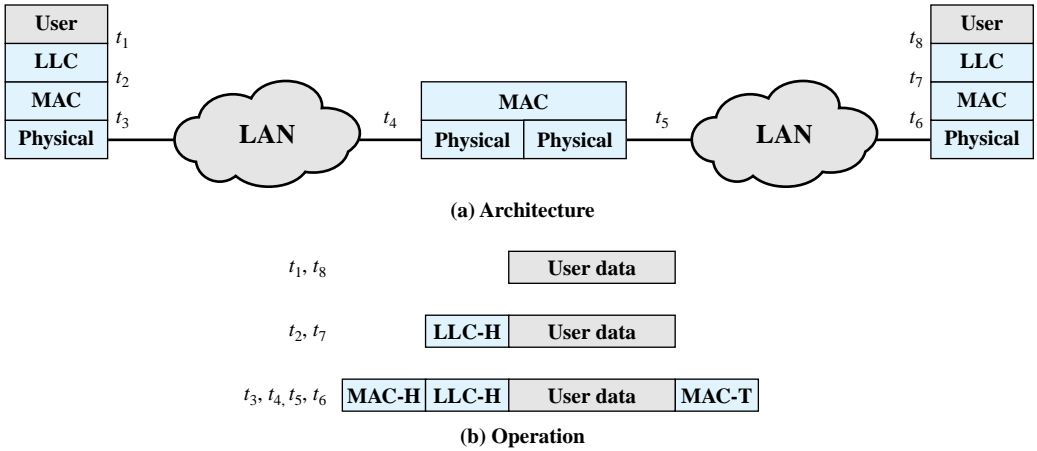 User
t1
LLC
t2
MAC
t3
Physical
LAN
t4
MAC
Physical Physical
t5
LAN
User
t8
LLC
t7
MAC
t6
Physical
(a) Architecture
t1, t8 User data
t2, t7 LLC-H User data
t3, t4, t5, t6 MAC-H LLC-H User data MAC-T
(b) Operation